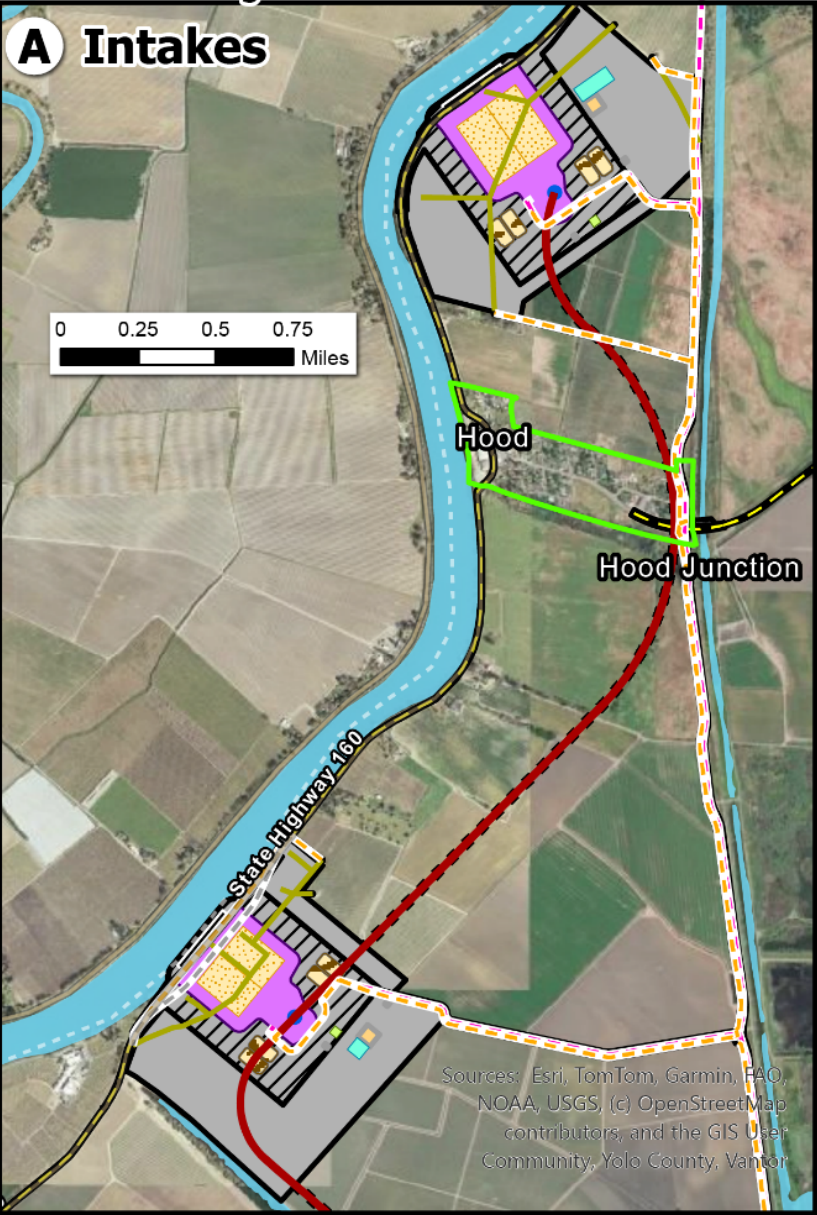 A Intakes
0 0.25 0.5 0.75
Miles
Hood
Hood Junction
State Highway 160
Sources: Esri, TomTom, Garmin, FAO,
NOAA, USGS, (c) OpenStreetMap
contributors, and the GIS User
Community, Yolo County, Vantor